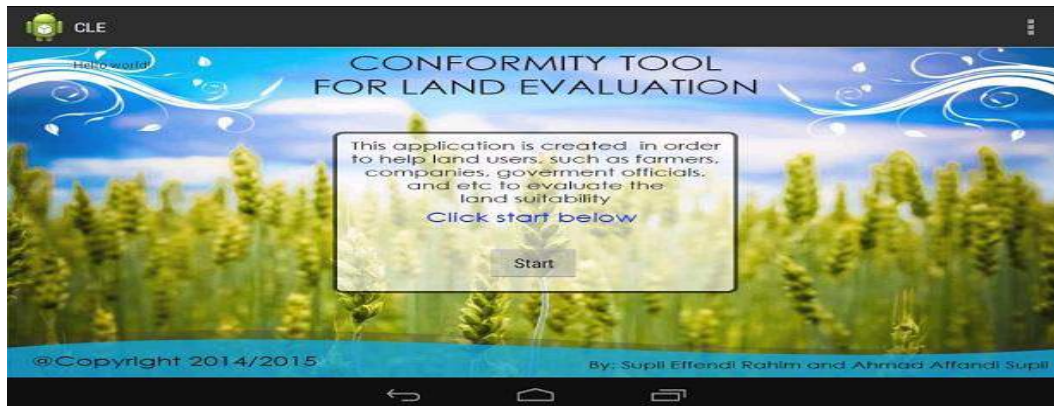 CLE
Hello world!
CONFORMITY TOOL
FOR LAND EVALUATION
This application is created in order
to help land users, such as farmers,
companies, goverment officials,
and etc to evaluate the
land suitability
Click start below
Start
@Copyright 2014/2015
By: Supli Effendi Rahim and Ahmad Affandi Supli